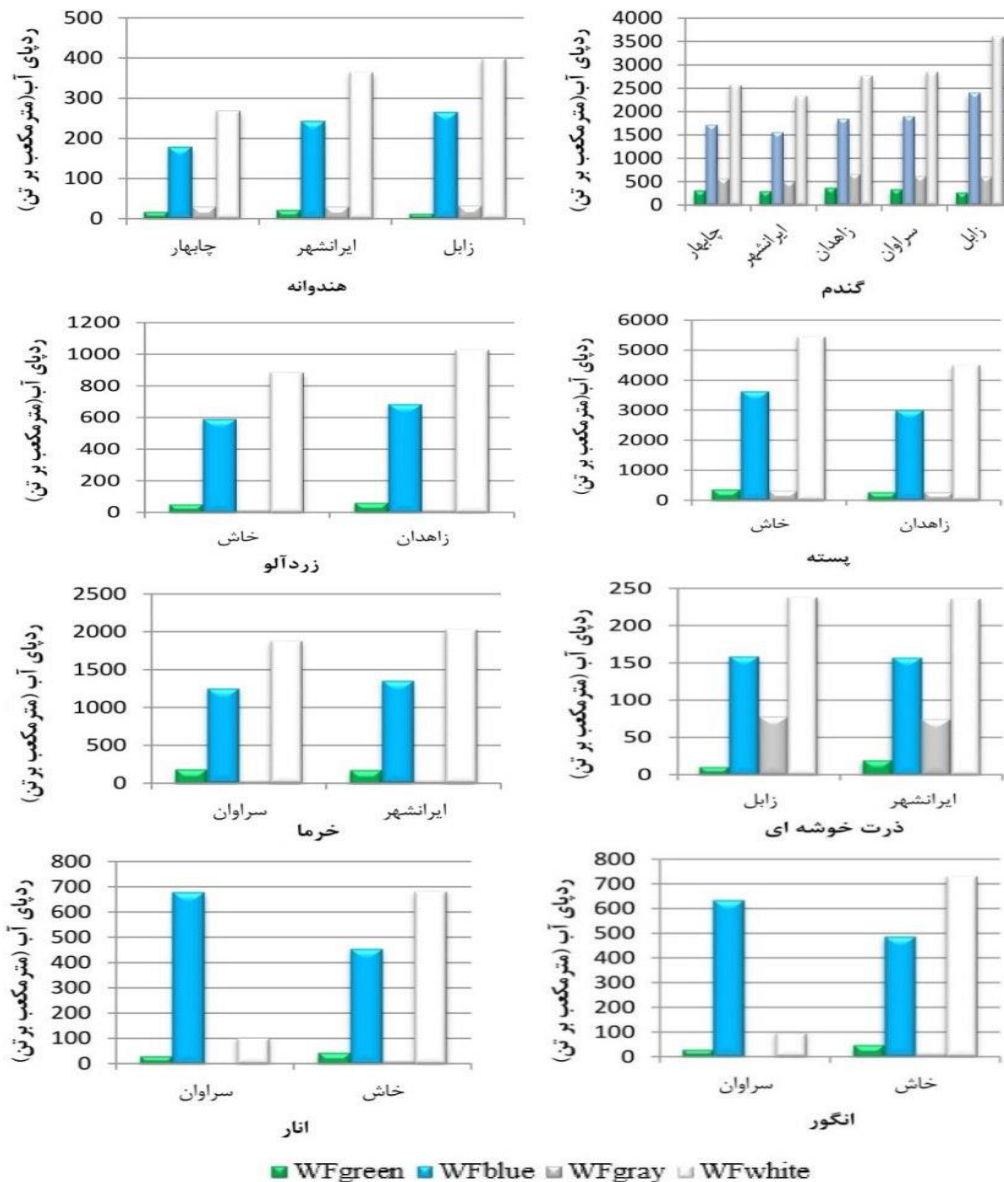 ردپای آب(مترمکعب بر تن)
500
400
300
200
100
0
چابهار ایرانشهر زابل
هندوانه
ردپای آب(مترمکعب بر تن)
4000
3500
3000
2500
2000
1500
1000
500
0
چابهار ایرانشهر زاهدان سراوان زابل
گندم
ردپای آب(مترمکعب بر تن)
1200
1000
800
600
400
200
0
خاش زاهدان
زردآلو
ردپای آب(مترمکعب بر تن)
6000
5000
4000
3000
2000
1000
0
خاش زاهدان
پسته
ردپای آب (مترمکعب برتن)
2500
2000
1500
1000
500
0
سراوان ایرانشهر
خرما
ردپای آب (مترمکعب بر تن)
250
200
150
100
50
0
زابل ایرانشهر
ذرت خوشه ای
ردپای آب (مترمکعب بر تن)
800
700
600
500
400
300
200
100
0
سراوان خاش
انار
ردپای آب (مترمکعب بر تن)
800
700
600
500
400
300
200
100
0
سراوان خاش
انگور
WFgreen WFblue WFgray WFwhite